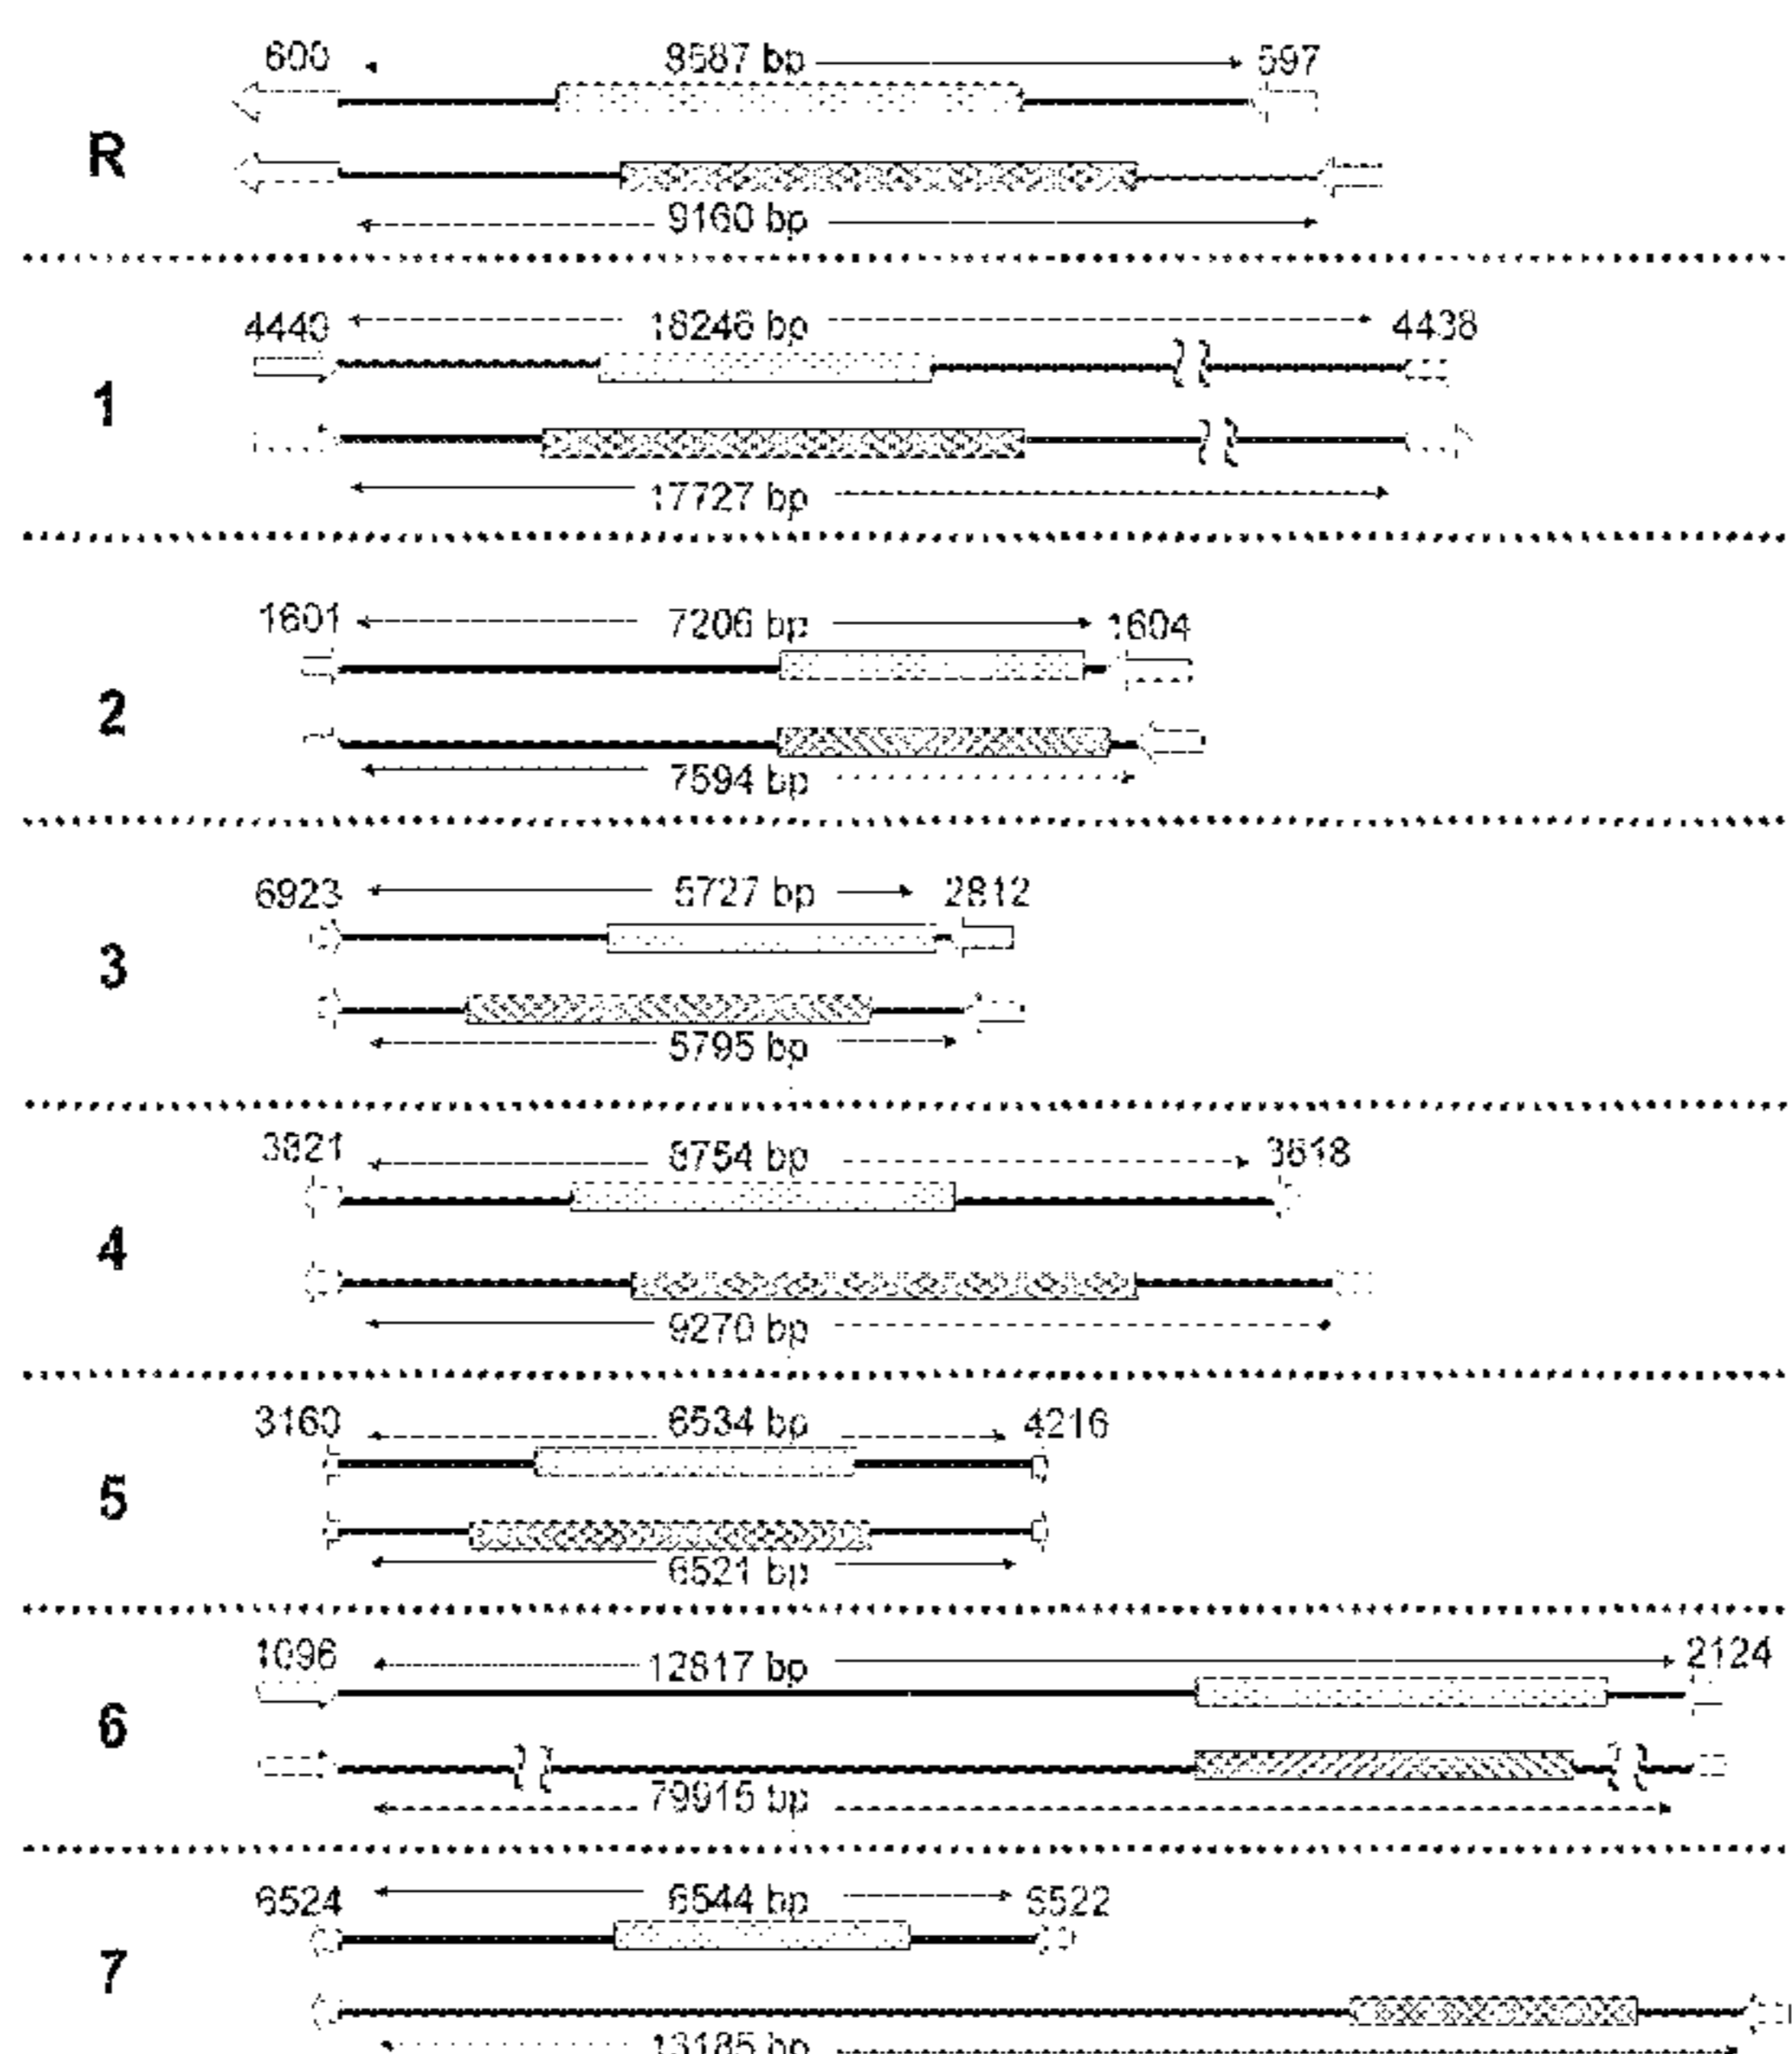 600 8587 bp 597
R
9160 bp
4440 18246 bp 4438
1
17727 bp
1601 7206 bp 1604
2
7594 bp
6923 5727 bp 2812
3
5795 bp
3821 8754 bp
4
9270 bp
3160 6534 bp 4216
5
6521 bp
1096 12817 bp 2124
6
79915 bp
6524 6544 bp 6522
7
13185 bp